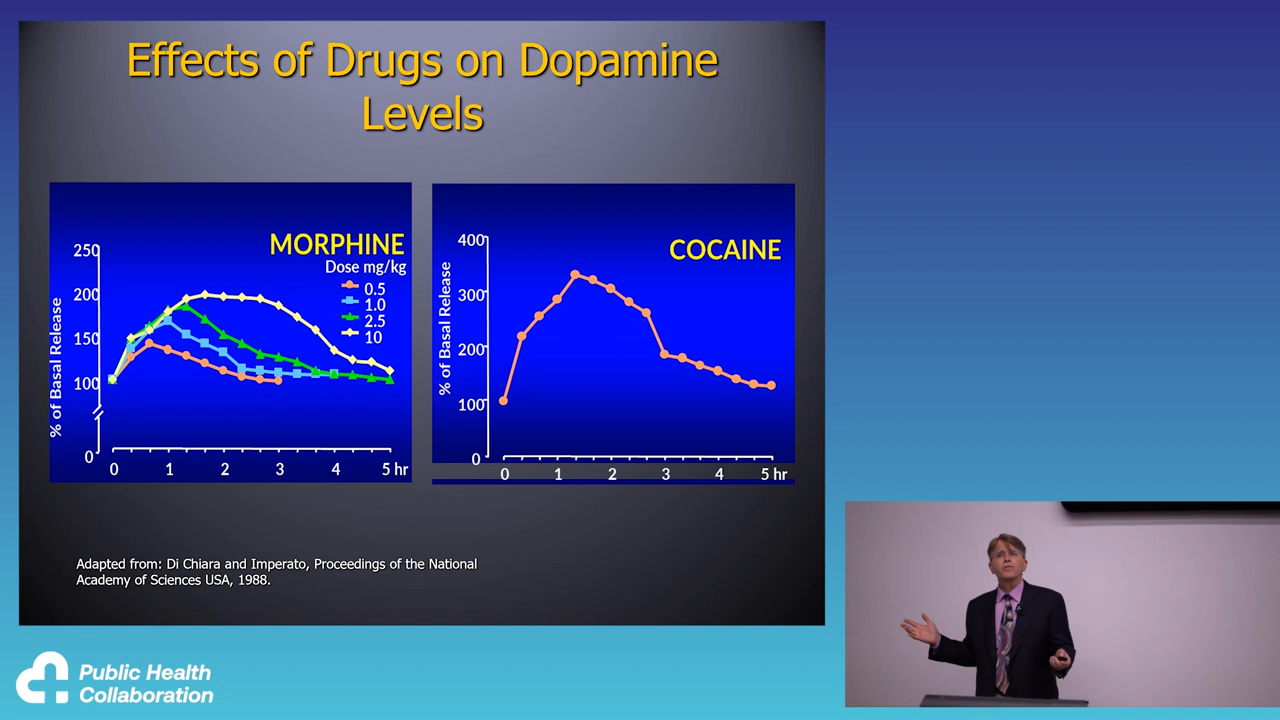 Effects of Drugs on Dopamine
Levels
MORPHINE
Dose mg/kg
0.5
1.0
2.5
10
% of Basal Release
250
200
150
100
0
0 1 2 3 4 5 hr
COCAINE
% of Basal Release
400
300
200
100
0
0 1 2 3 4 5 hr
Adapted from: Di Chiara and Imperato, Proceedings of the National
Academy of Sciences USA, 1988.
Public Health
Collaboration